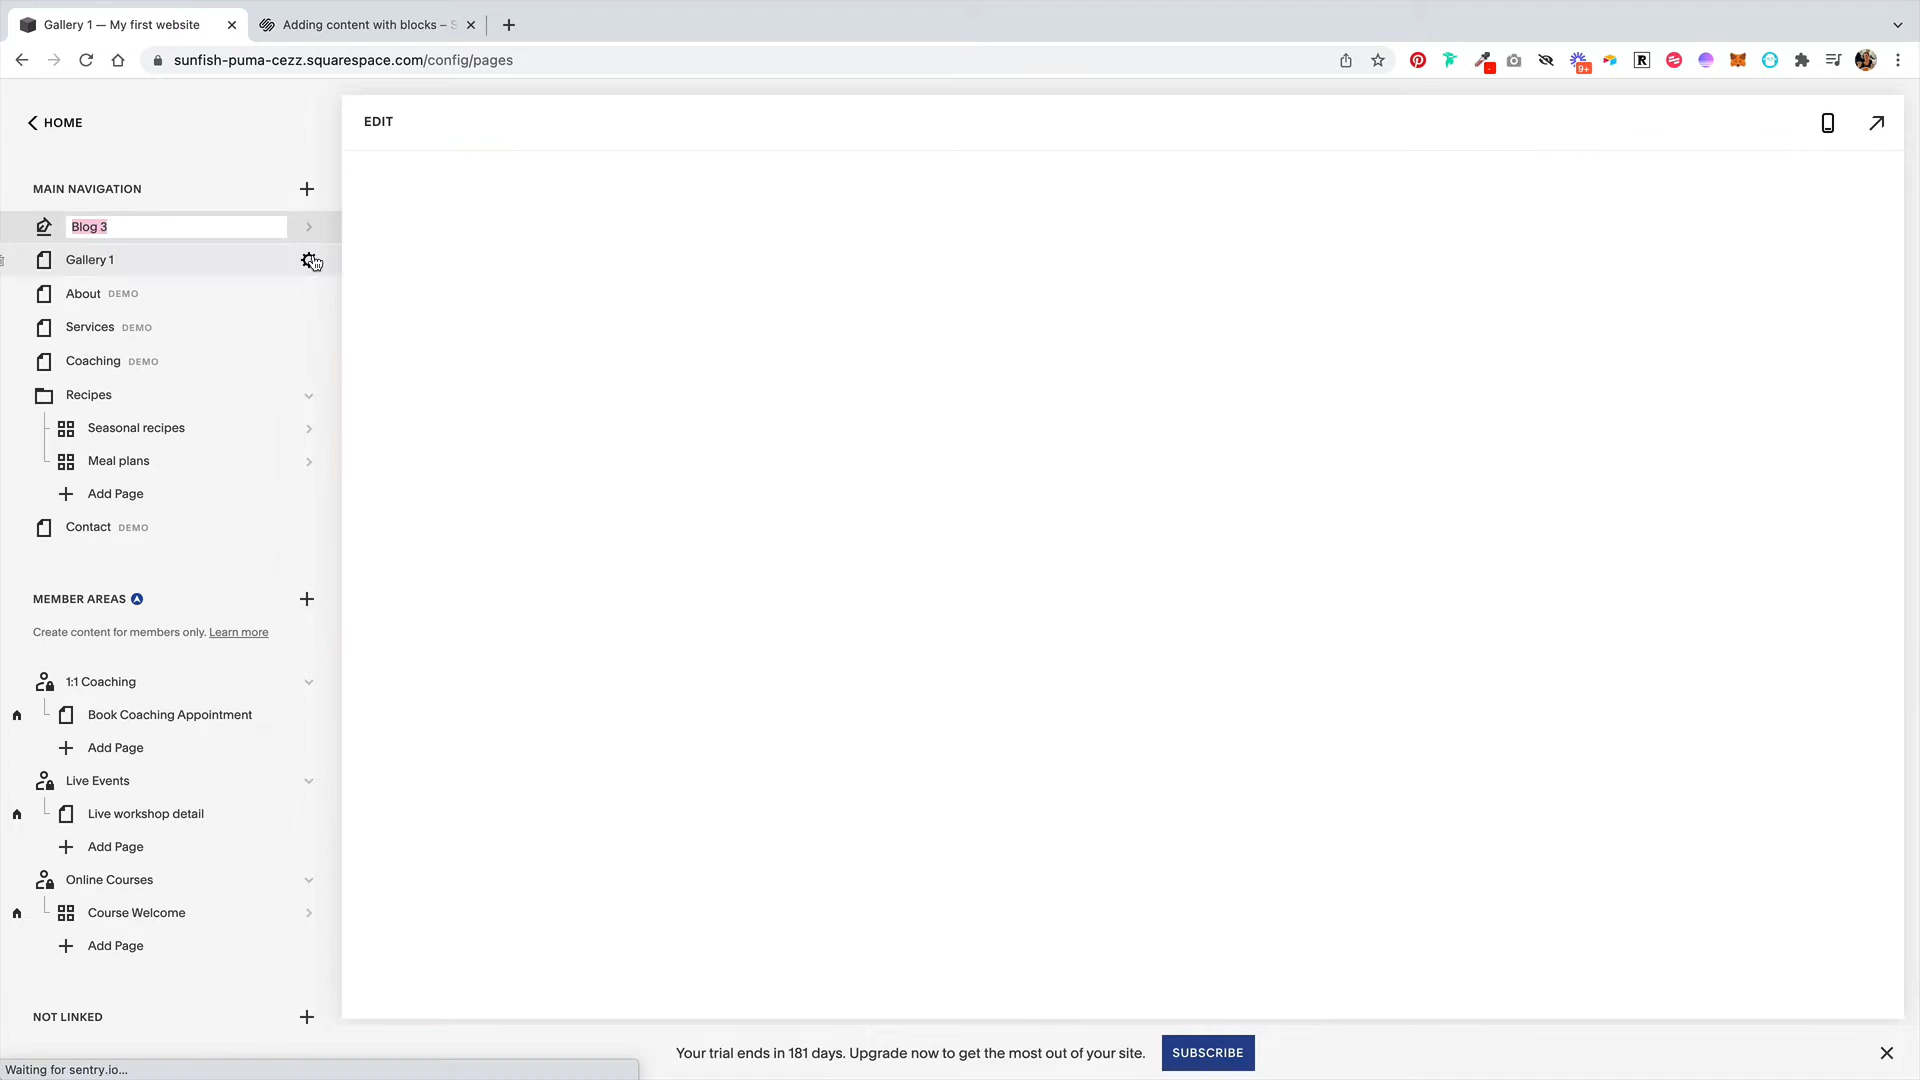 Gallery 1 — My first website
Adding content with blocks – S
sunfish-puma-cezz.squarespace.com/config/pages
9+
R
HOME
EDIT
MAIN NAVIGATION
Blog 3
Gallery 1
About DEMO
Services DEMO
Coaching DEMO
Recipes
Seasonal recipes
Meal plans
Add Page
Contact DEMO
MEMBER AREAS
Create content for members only. Learn more
1:1 Coaching
Book Coaching Appointment
Add Page
Live Events
Live workshop detail
Add Page
Online Courses
Course Welcome
Add Page
NOT LINKED
Your trial ends in 181 days. Upgrade now to get the most out of your site. SUBSCRIBE
Waiting for sentry.io...